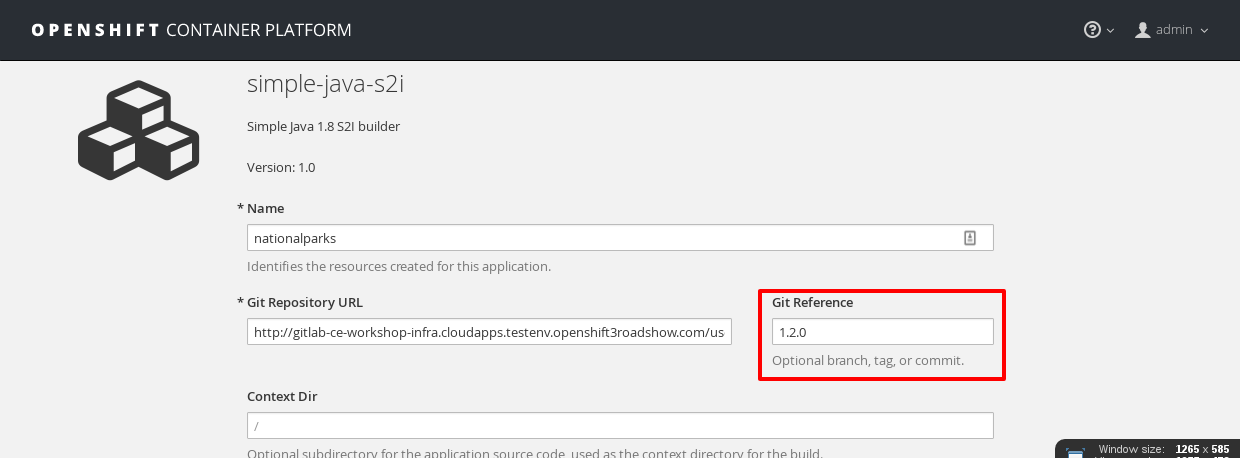 OPENSHIFT CONTAINER PLATFORM
admin
simple-java-s2i
Simple Java 1.8 S2I builder
Version: 1.0
* Name
nationalparks
Identifies the resources created for this application.
* Git Repository URL
Git Reference
http://gitlab-ce-workshop-infra.cloudapps.testenv.openshift3roadshow.com/us
1.2.0
Optional branch, tag, or commit.
Context Dir
/
Optional subdirectory for the application source code, used as the context directory for the build.
Window size: 1265 x 585